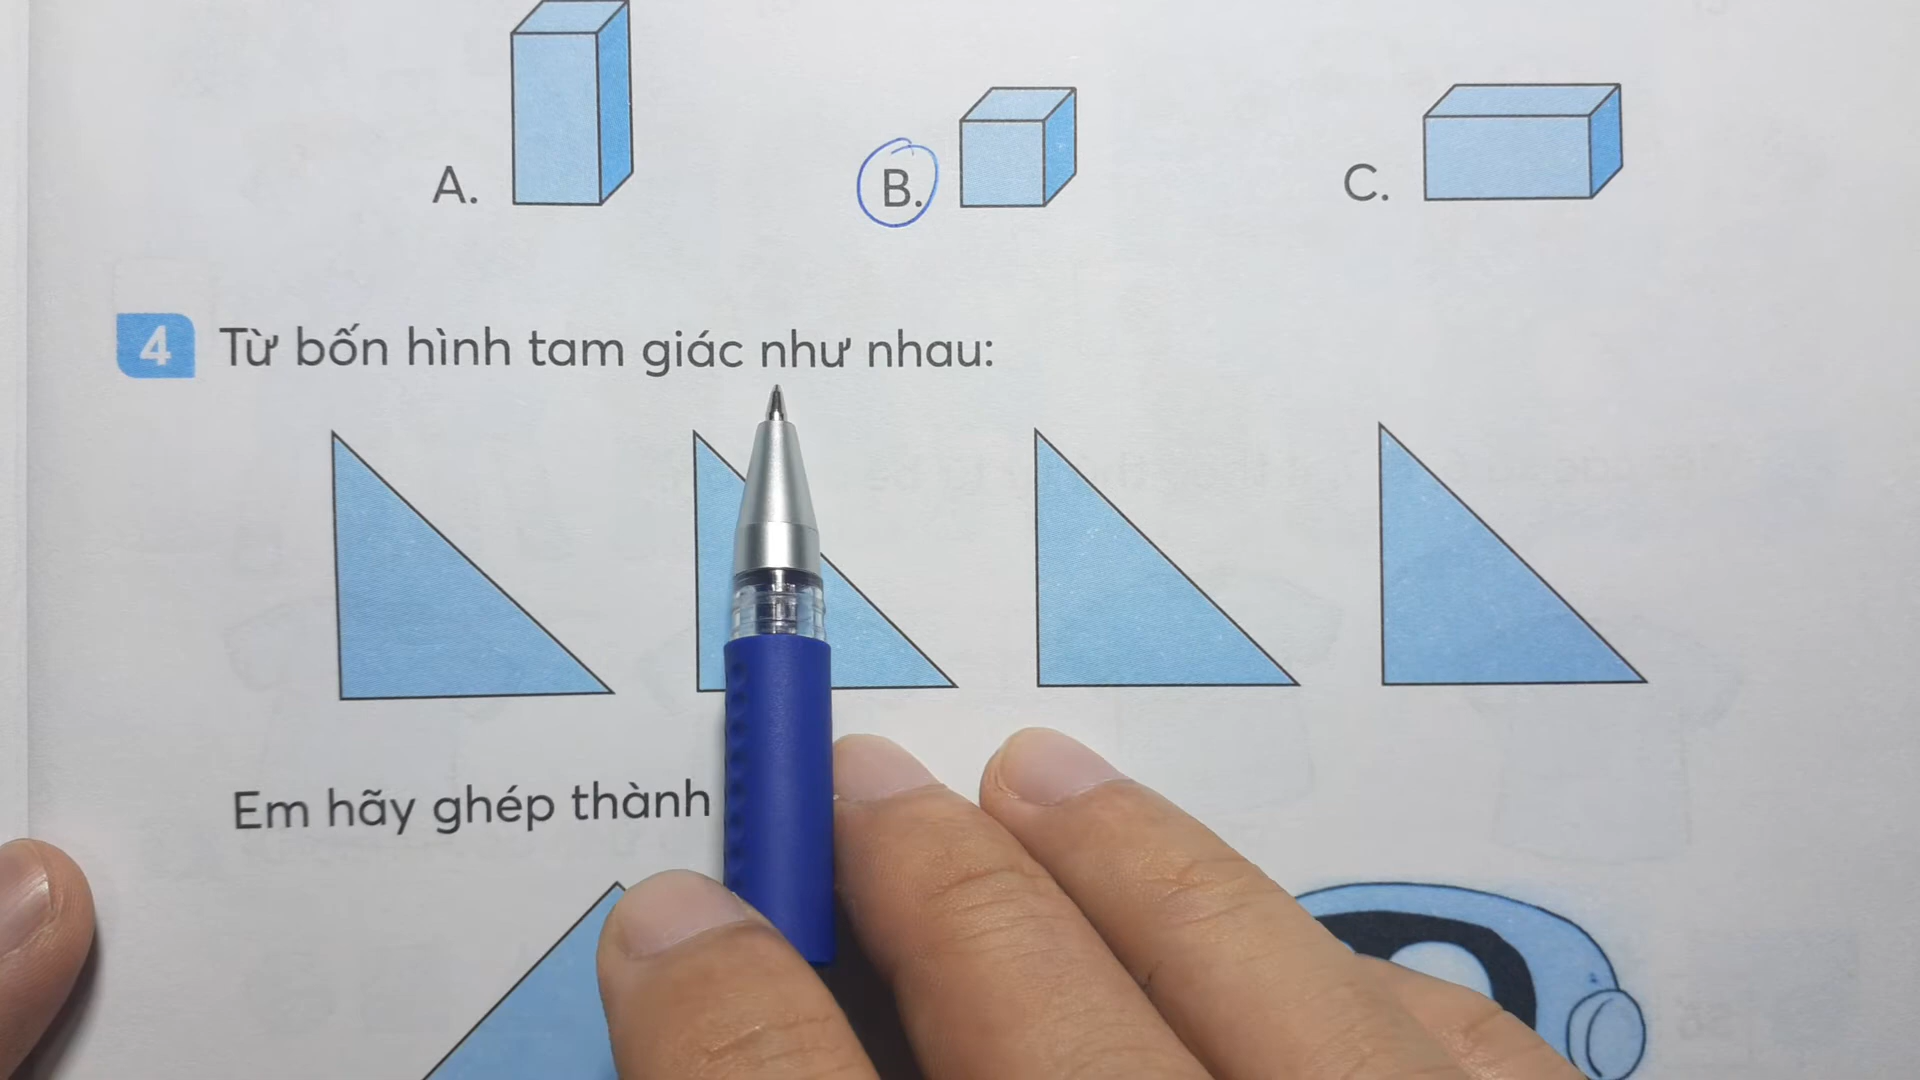 A.
B.
C.
4 Từ bốn hình tam giác như nhau:
Em hãy ghép thành